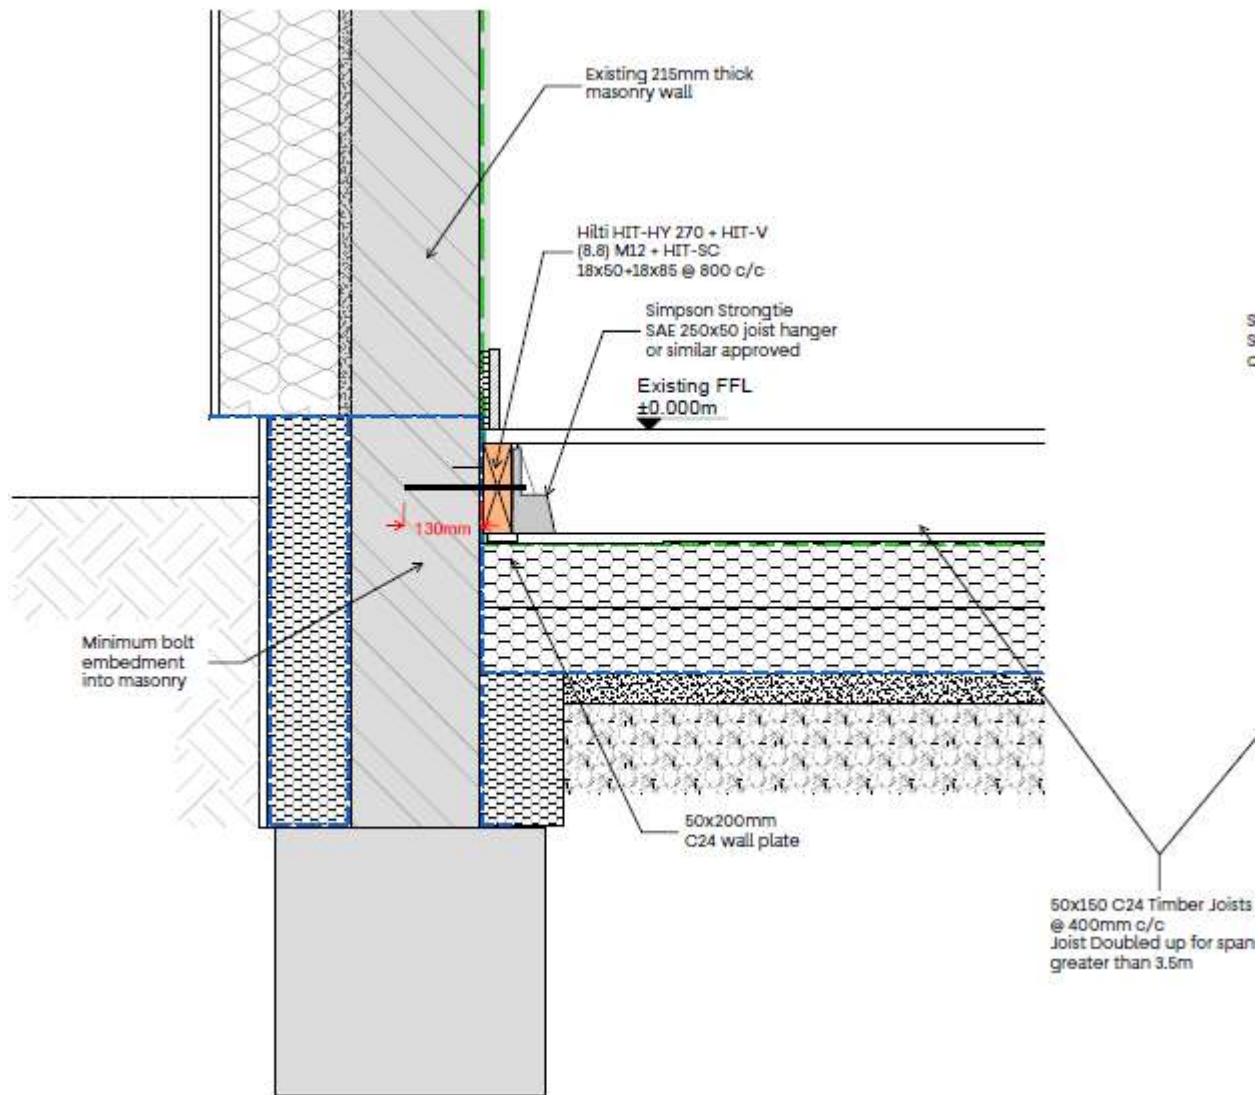 Existing 215mm thick
masonry wall
Hilti HIT-HY 270 + HIT-V
(8.8) M12 + HIT-SC
18x50+18x85 @ 800 c/c
Simpson Strongtie
SAE 250x50 joist hanger
or similar approved
Existing FFL
±0.000m
130mm
Minimum bolt
embedment
into masonry
50x200mm
C24 wall plate
50x150 C24 Timber Joists
@ 400mm c/c
Joist Doubled up for span
greater than 3.5m